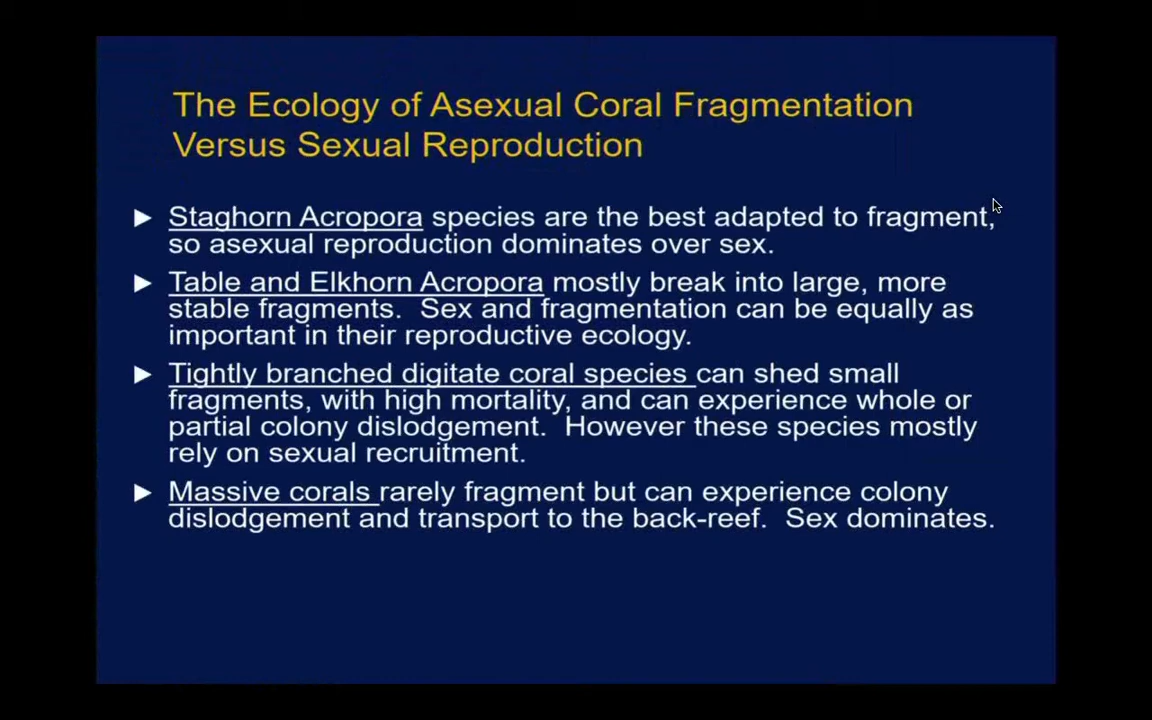 The Ecology of Asexual Coral Fragmentation
Versus Sexual Reproduction
► Staghorn Acropora species are the best adapted to fragment,
so asexual reproduction dominates over sex.
► Table and Elkhorn Acropora mostly break into large, more
stable fragments.  Sex and fragmentation can be equally as
important in their reproductive ecology.
► Tightly branched digitate coral species can shed small
fragments, with high mortality, and can experience whole or
partial colony dislodgement.  However these species mostly
rely on sexual recruitment.
► Massive corals rarely fragment but can experience colony
dislodgement and transport to the back-reef.  Sex dominates.